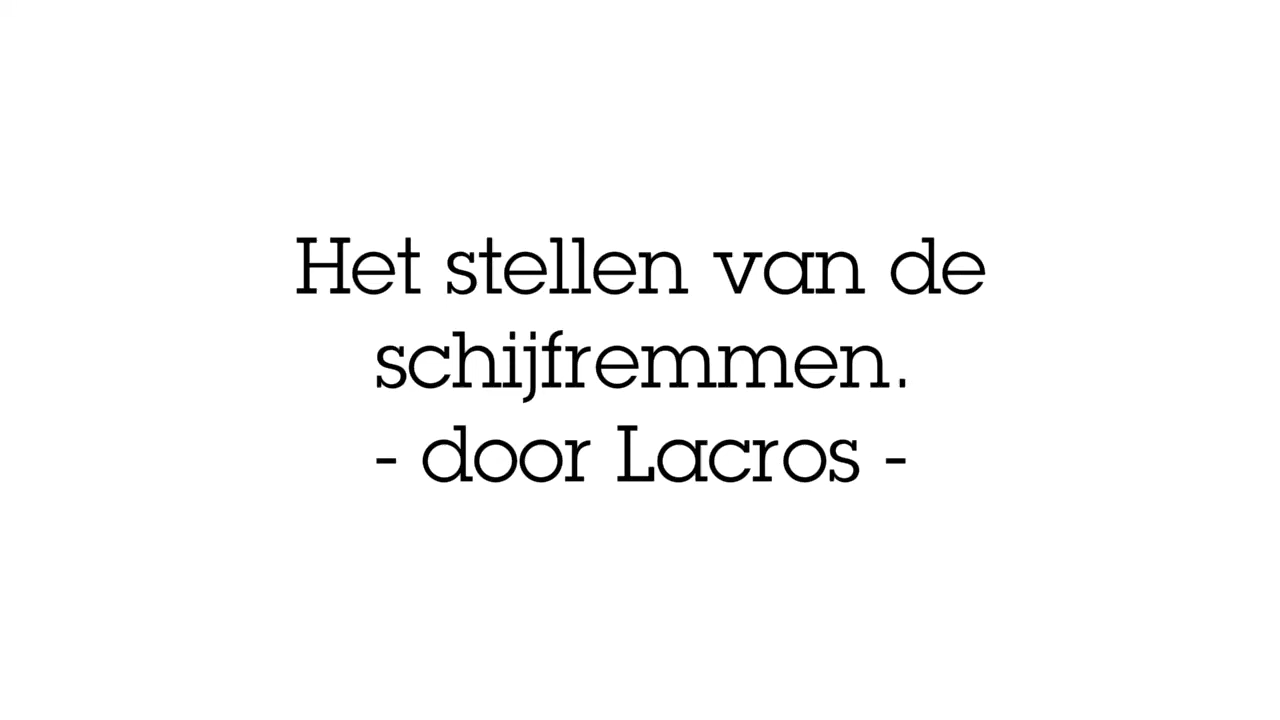 Het stellen van de
schijfremmen.
- door Lacros -